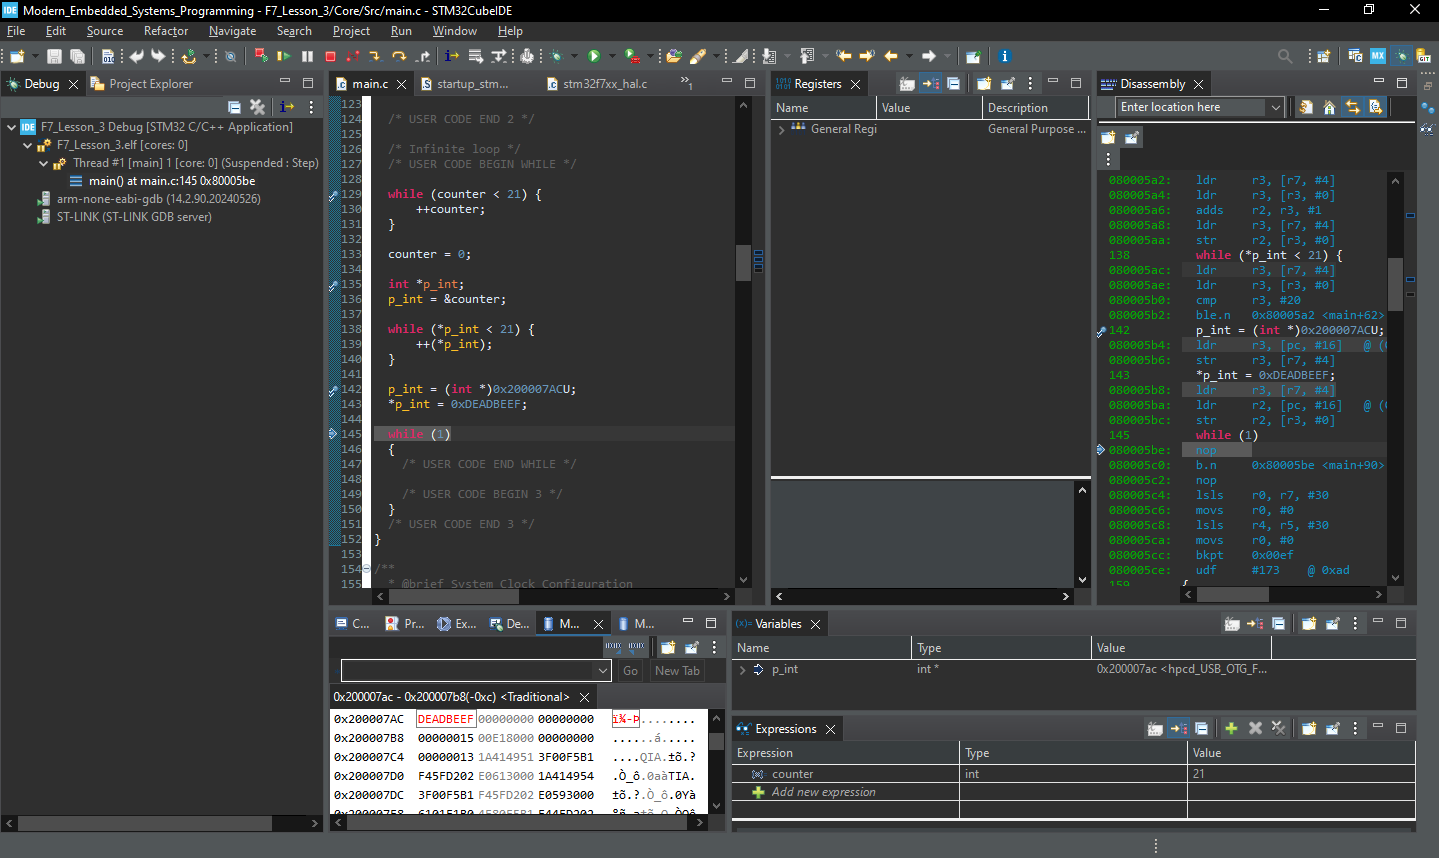 Modern_Embedded_Systems_Programming - F7_Lesson_3/Core/Src/main.c - STM32CubeIDE
File Edit Source Refactor Navigate Search Project Run Window Help
Debug Project Explorer
F7_Lesson_3 Debug [STM32 C/C++ Application]
F7_Lesson_3.elf [cores: 0]
Thread #1 [main] 1 [core: 0] (Suspended : Step)
main() at main.c:145 0x80005be
arm-none-eabi-gdb (14.2.90.20240526)
ST-LINK (ST-LINK GDB server)
main.c startup_stm... stm32f7xx_hal.c 1
123
124 /* USER CODE END 2 */
125
126 /* Infinite loop */
127 /* USER CODE BEGIN WHILE */
128
129 while (counter < 21) {
130 ++counter;
131 }
132
133 counter = 0;
134
135 int *p_int;
136 p_int = &counter;
137
138 while (*p_int < 21) {
139 ++(*p_int);
140 }
141
142 p_int = (int *)0x200007ACU;
143 *p_int = 0xDEADBEEF;
144
145 while (1)
146 {
147 /* USER CODE END WHILE */
148
149 /* USER CODE BEGIN 3 */
150 }
151 /* USER CODE END 3 */
152 }
153
154 /**
155 * @brief System Clock Configuration
Registers
Name Value Description
General Regi General Purpose ...
Disassembly
Enter location here
080005a2: ldr r3, [r7, #4]
080005a4: ldr r3, [r3, #0]
080005a6: adds r2, r3, #1
080005a8: ldr r3, [r7, #4]
080005aa: str r2, [r3, #0]
138 while (*p_int < 21) {
080005ac: ldr r3, [r7, #4]
080005ae: ldr r3, [r3, #0]
080005b0: cmp r3, #20
080005b2: ble.n 0x80005a2 <main+62>
142 p_int = (int *)0x200007ACU;
080005b4: ldr r3, [pc, #16] @ (
080005b6: str r3, [r7, #4]
143 *p_int = 0xDEADBEEF;
080005b8: ldr r3, [r7, #4]
080005ba: ldr r2, [pc, #16] @ (
080005bc: str r2, [r3, #0]
145 while (1)
080005be: nop
080005c0: b.n 0x80005be <main+90>
080005c2: nop
080005c4: lsls r0, r7, #30
080005c6: movs r0, #0
080005c8: lsls r4, r5, #30
080005ca: movs r0, #0
080005cc: bkpt 0x00ef
080005ce: udf #173 @ 0xad
159 {
C... Pr... Ex... De... M... M...
Go New Tab
0x200007ac - 0x200007b8(-0xc) <Traditional>
0x200007AC DEADBEEF 00000000 00000000 ï¾-Þ........
0x200007B8 00000015 00E18000 00000000 ......á.....
0x200007C4 00000013 1A414951 3F00F5B1 ....QIA.±õ.?
0x200007D0 F45FD202 E0613000 1A414954 .Ò_ô.0aàTIA.
0x200007DC 3F00F5B1 F45FD202 E0593000 ±õ.?.Ò_ô.0Yà
Variables
Name Type Value
p_int int * 0x200007ac <hpcd_USB_OTG_F...
Expressions
Expression Type Value
counter int 21
Add new expression